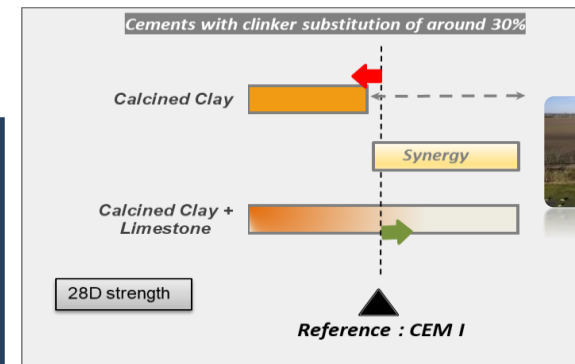 Cements with clinker substitution of around 30%
Calcined Clay
Synergy
Calcined Clay +
Limestone
28D strength
Reference : CEM I